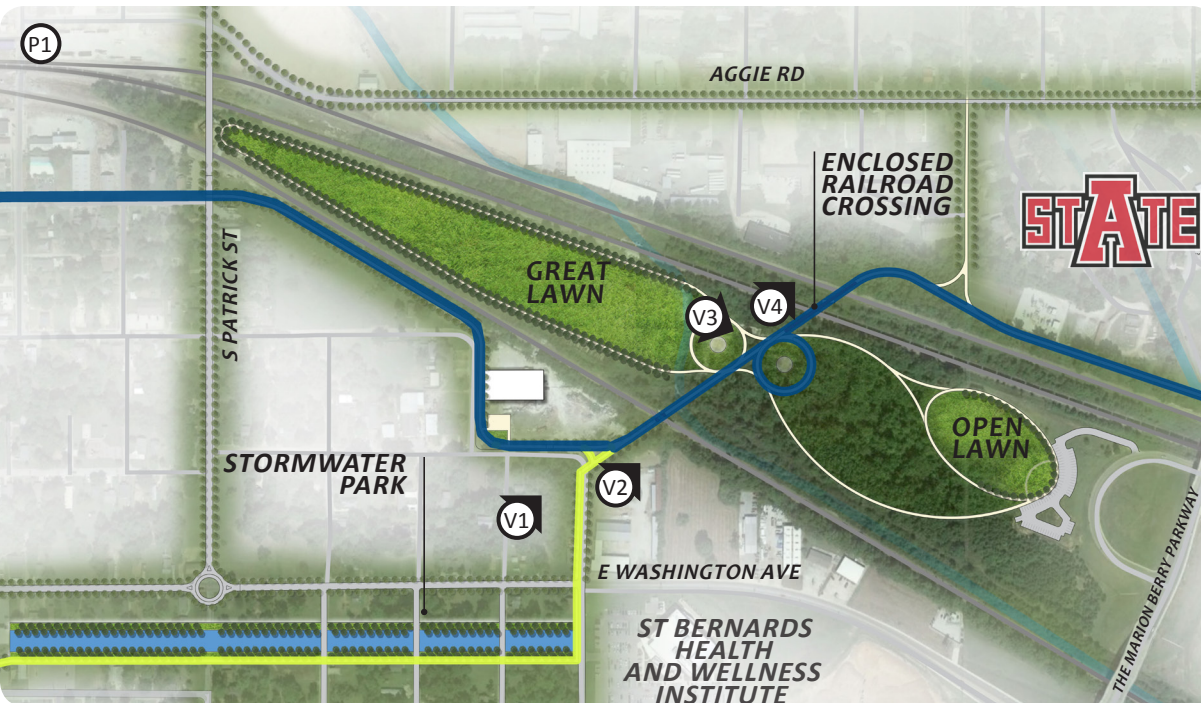 P1
AGGIE RD
ENCLOSED
RAILROAD
CROSSING
STATE
S PATRICK ST
GREAT
LAWN
V3
V4
OPEN
LAWN
STORMWATER
PARK
V1
V2
E WASHINGTON AVE
ST BERNARDS
HEALTH
AND WELLNESS
INSTITUTE
THE MARION BERRY PARKWAY